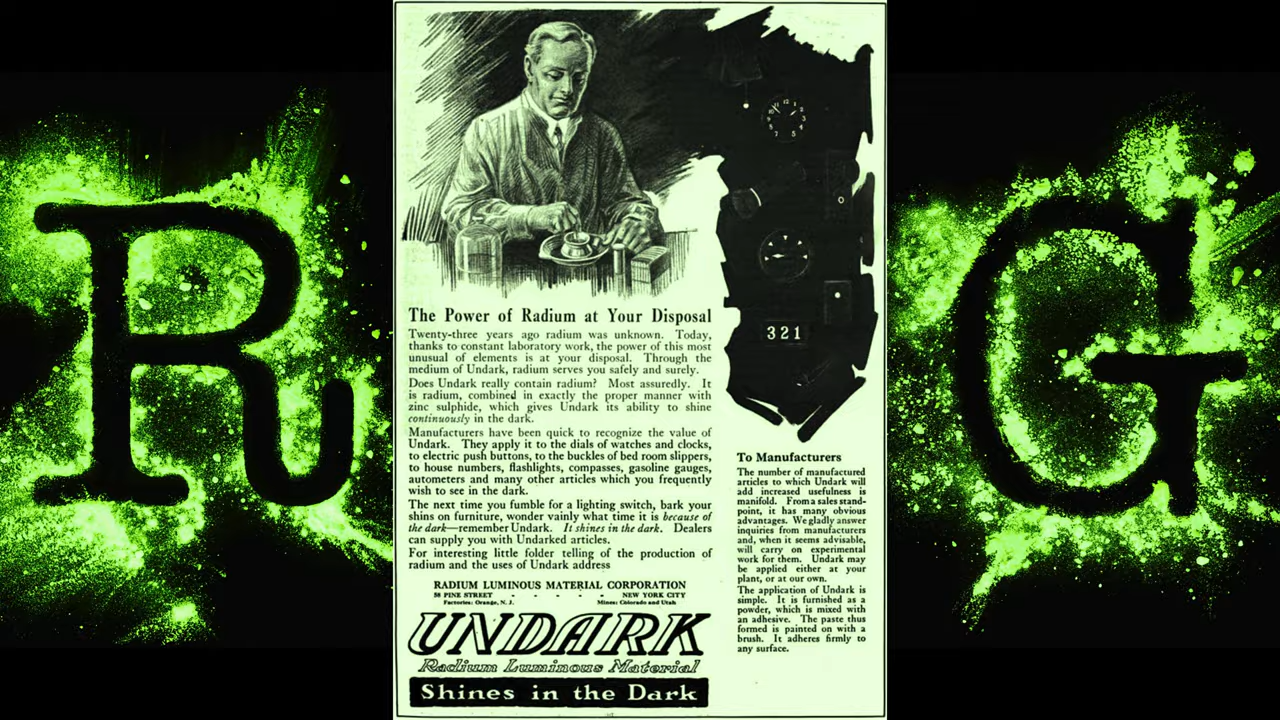 R
G
12
321
The Power of Radium at Your Disposal
Twenty-three years ago radium was unknown. Today,
thanks to constant laboratory work, the power of this most
unusual of elements is at your disposal. Through the
medium of Undark, radium serves you safely and surely.
Does Undark really contain radium? Most assuredly. It
is radium, combined in exactly the proper manner with
zinc sulphide, which gives Undark its ability to shine
continuously in the dark.
Manufacturers have been quick to recognize the value of
Undark. They apply it to the dials of watches and clocks,
to electric push buttons, to the buckles of bed room slippers,
to house numbers, flashlights, compasses, gasoline gauges,
autometers and many other articles which you frequently
wish to see in the dark.
The next time you fumble for a lighting switch, bark your
shins on furniture, wonder vainly what time it is because of
the dark—remember Undark. It shines in the dark. Dealers
can supply you with Undarked articles.
For interesting little folder telling of the production of
radium and the uses of Undark address
RADIUM LUMINOUS MATERIAL CORPORATION
58 PINE STREET - - - - - NEW YORK CITY
Factories: Orange, N. J. Mines: Colorado and Utah
UNDARK
Radium Luminous Material
Shines in the Dark
To Manufacturers
The number of manufactured
articles to which Undark will
add increased usefulness is
manifold. From a sales stand-
point, it has many obvious
advantages. We gladly answer
inquiries from manufacturers
and, when it seems advisable,
will carry on experimental
work for them. Undark may
be applied either at your
plant, or at our own.
The application of Undark is
simple. It is furnished as a
powder, which is mixed with
an adhesive. The paste thus
formed is painted on with a
brush. It adheres firmly to
any surface.